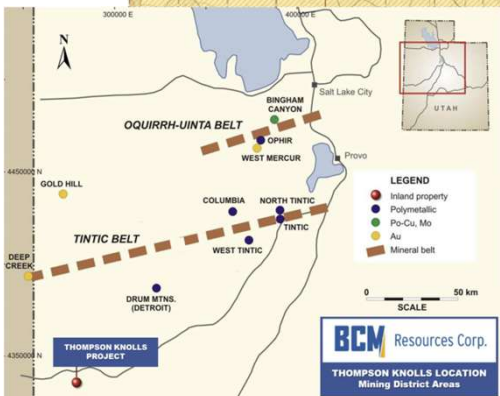 300000 E
400000 E
N
Salt Lake City
UTAH
BINGHAM
CANYON
OQUIRRH-UINTA BELT
OPHIR
WEST MERCUR
Provo
4450000 N
GOLD HILL
COLUMBIA
NORTH TINTIC
TINTIC BELT
TINTIC
WEST TINTIC
DEEP
CREEK
DRUM MTNS.
(DETROIT)
LEGEND
Inland property
Polymetallic
Po-Cu, Mo
Au
Mineral belt
0
50 km
SCALE
THOMPSON KNOLLS
PROJECT
4350000 N
BCM Resources Corp.
THOMPSON KNOLLS LOCATION
Mining District Areas